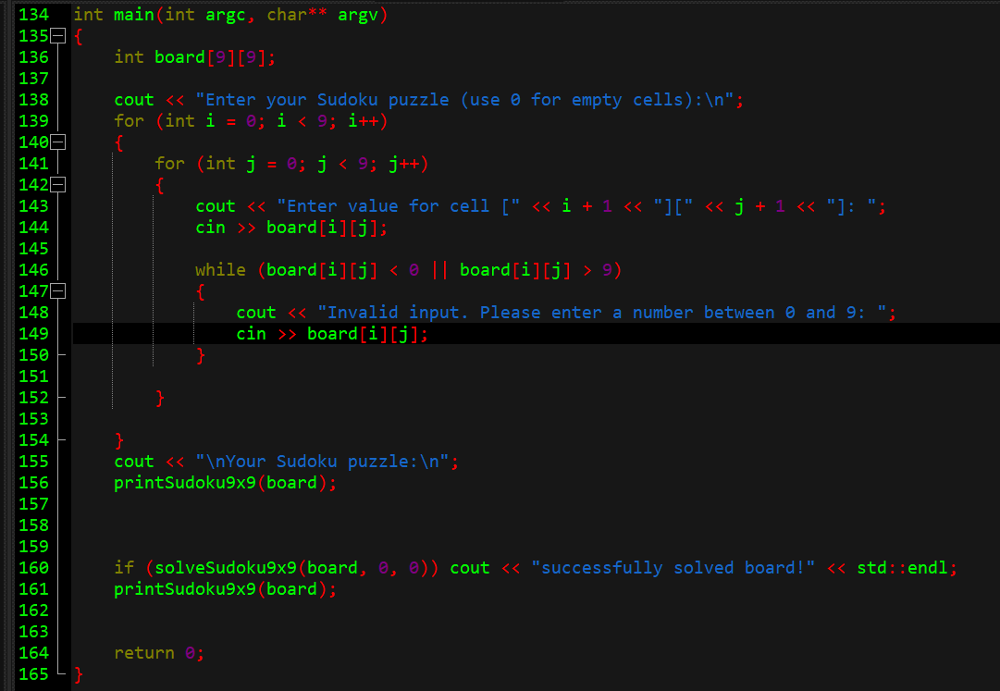 134 int main(int argc, char** argv)
135 {
136     int board[9][9];
137
138     cout << "Enter your Sudoku puzzle (use 0 for empty cells):\n";
139     for (int i = 0; i < 9; i++)
140     {
141         for (int j = 0; j < 9; j++)
142         {
143             cout << "Enter value for cell [" << i + 1 << "][" << j + 1 << "]: ";
144             cin >> board[i][j];
145
146             while (board[i][j] < 0 || board[i][j] > 9)
147             {
148                 cout << "Invalid input. Please enter a number between 0 and 9: ";
149                 cin >> board[i][j];
150             }
151
152         }
153
154     }
155     cout << "\nYour Sudoku puzzle:\n";
156     printSudoku9x9(board);
157
158
159
160     if (solveSudoku9x9(board, 0, 0)) cout << "successfully solved board!" << std::endl;
161     printSudoku9x9(board);
162
163
164     return 0;
165 }